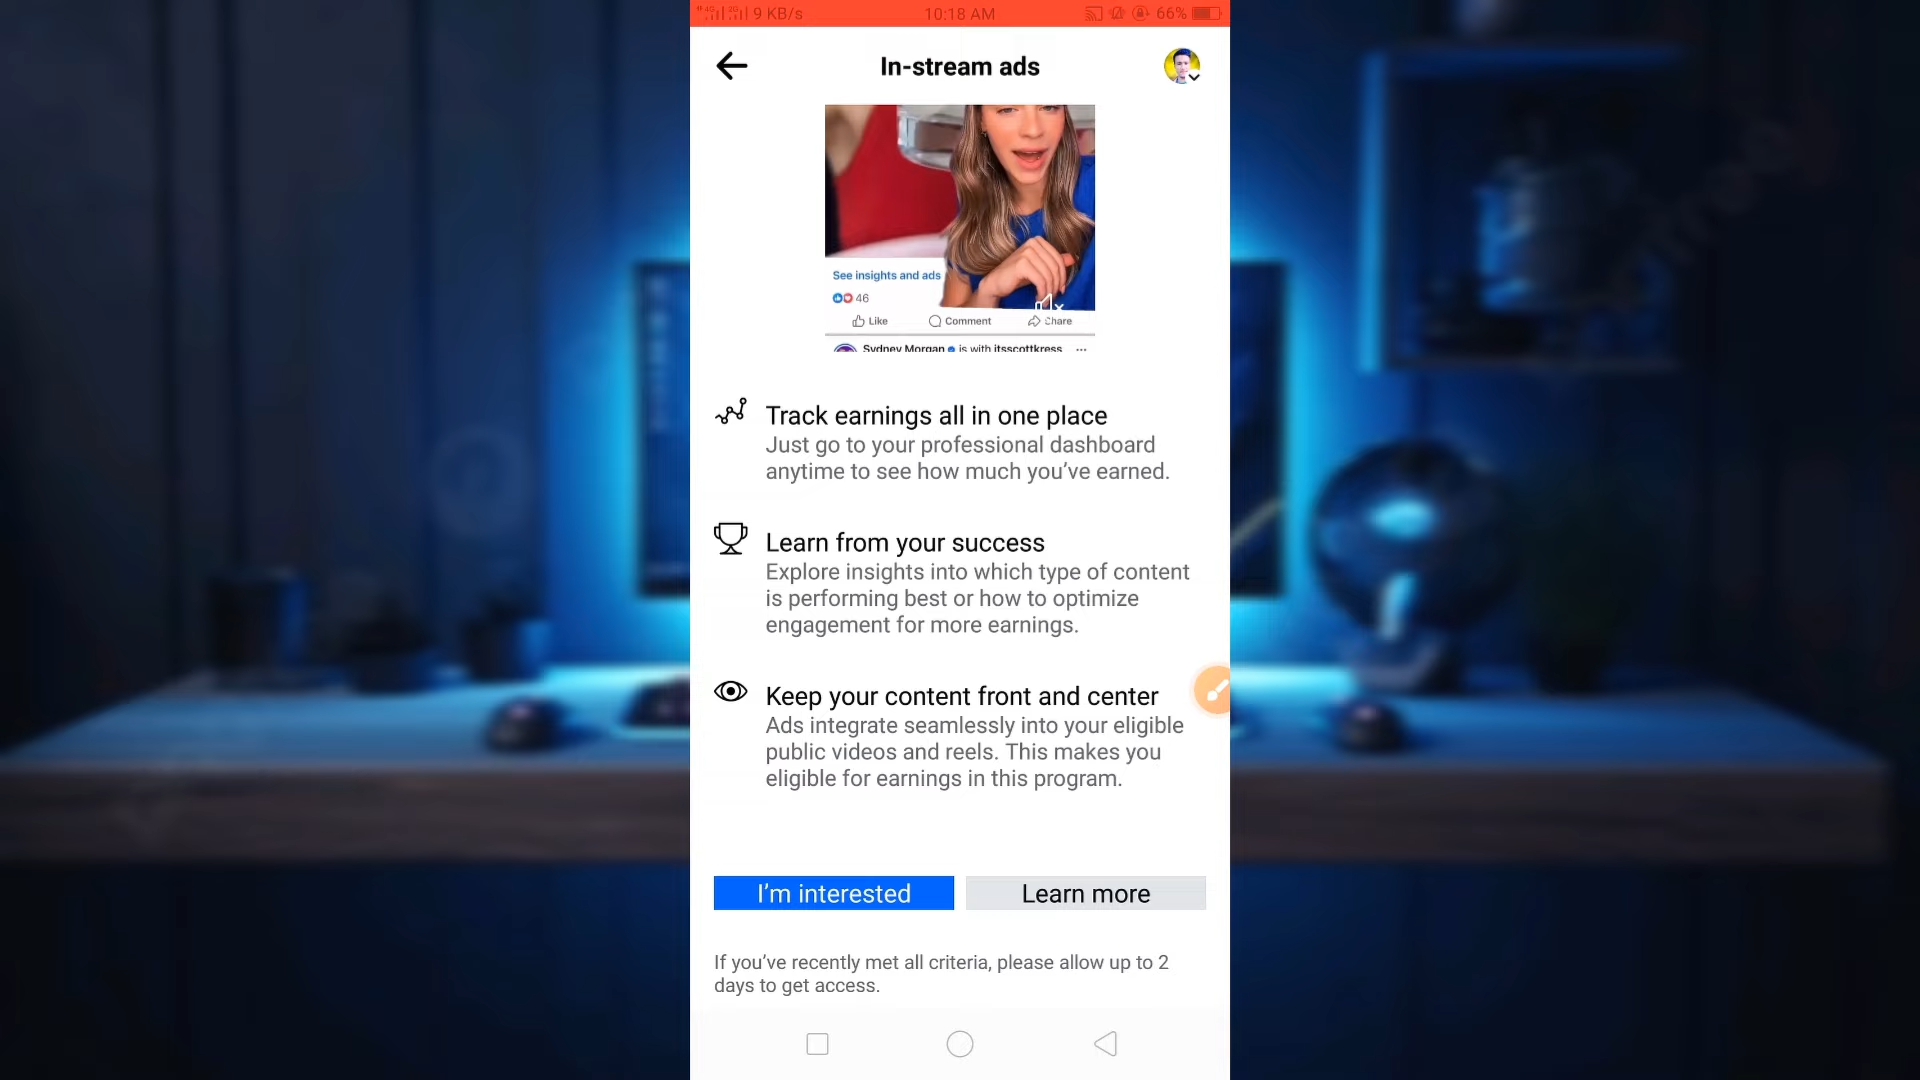 9 KB/s 10:18 AM 66%
In-stream ads
See insights and ads
46
Like Comment Share
Sydney Morgan is with itsscottkress ...
Track earnings all in one place
Just go to your professional dashboard
anytime to see how much you've earned.
Learn from your success
Explore insights into which type of content
is performing best or how to optimize
engagement for more earnings.
Keep your content front and center
Ads integrate seamlessly into your eligible
public videos and reels. This makes you
eligible for earnings in this program.
I'm interested Learn more
If you've recently met all criteria, please allow up to 2
days to get access.